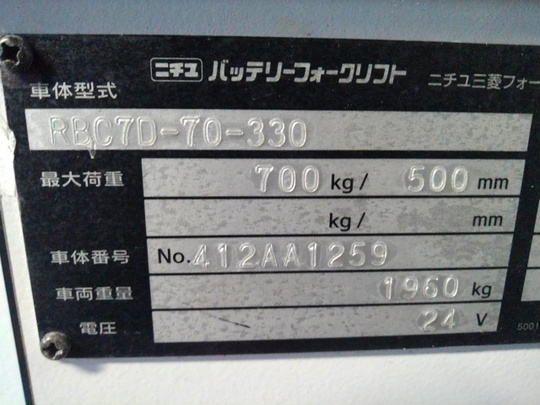 ニチユ バッテリーフォークリフト ニチユ三菱フォー
車体型式
RBC7D-70-330
最大荷重 700 kg/ 500 mm
kg/ mm
車体番号 No. 412AA1259
車両重量 1960 kg
電圧 24 V
5001